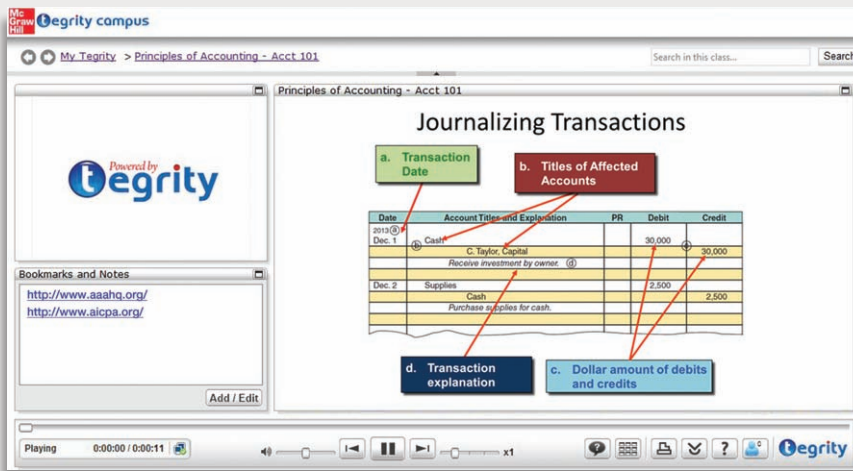 Mc
Graw
Hill
tegrity campus
My Tegrity > Principles of Accounting - Acct 101
Search in this class...
Search
Principles of Accounting - Acct 101
Powered by
tegrity
Bookmarks and Notes
http://www.aaahq.org/
http://www.aicpa.org/
Add / Edit
Journalizing Transactions
a. Transaction
Date
b. Titles of Affected
Accounts
Date Account Titles and Explanation PR Debit Credit
2013 a
Dec. 1 b Cash 30,000 c
C. Taylor, Capital 30,000
Receive investment by owner. d
Dec. 2 Supplies 2,500
Cash 2,500
Purchase supplies for cash.
d. Transaction
explanation
c. Dollar amount of debits
and credits
Playing 0:00:00 / 0:00:11
x1
?
?
tegrity